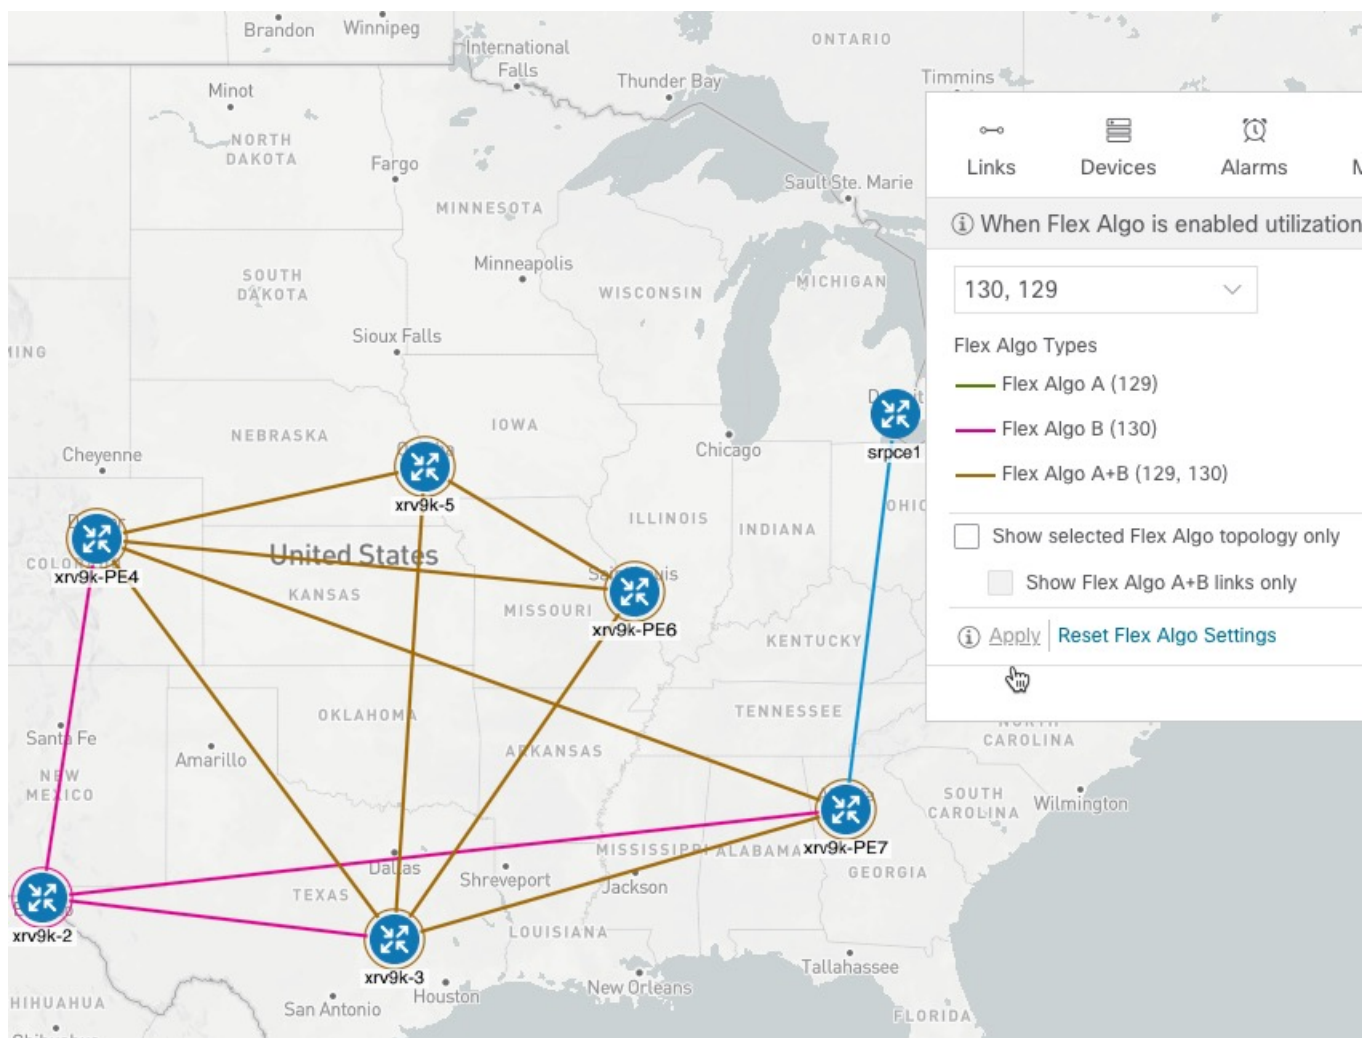 Brandon
Winnipeg
International
Falls
ONTARIO
Thunder Bay
Timmins
Minot
NORTH
DAKOTA
Fargo
Sault Ste. Marie
MINNESOTA
SOUTH
DAKOTA
Minneapolis
WISCONSIN
MICHIGAN
Sioux Falls
MING
IOWA
NEBRASKA
Cheyenne
Chicago
srpce1
xrv9k-5
OHIO
ILLINOIS
INDIANA
United States
xrv9k-PE4
KANSAS
MISSOURI
xrv9k-PE6
KENTUCKY
OKLAHOMA
TENNESSEE
Santa Fe
Amarillo
ARKANSAS
NORTH
CAROLINA
NEW
MEXICO
SOUTH
CAROLINA
Wilmington
xrv9k-PE7
MISSISSIPPI
ALABAMA
GEORGIA
Dallas
Shreveport
Jackson
TEXAS
xrv9k-2
LOUISIANA
xrv9k-3
Tallahassee
HIHUAHUA
San Antonio
Houston
New Orleans
FLORIDA
Links
Devices
Alarms
When Flex Algo is enabled utilization
130, 129
Flex Algo Types
Flex Algo A (129)
Flex Algo B (130)
Flex Algo A+B (129, 130)
Show selected Flex Algo topology only
Show Flex Algo A+B links only
Apply
Reset Flex Algo Settings